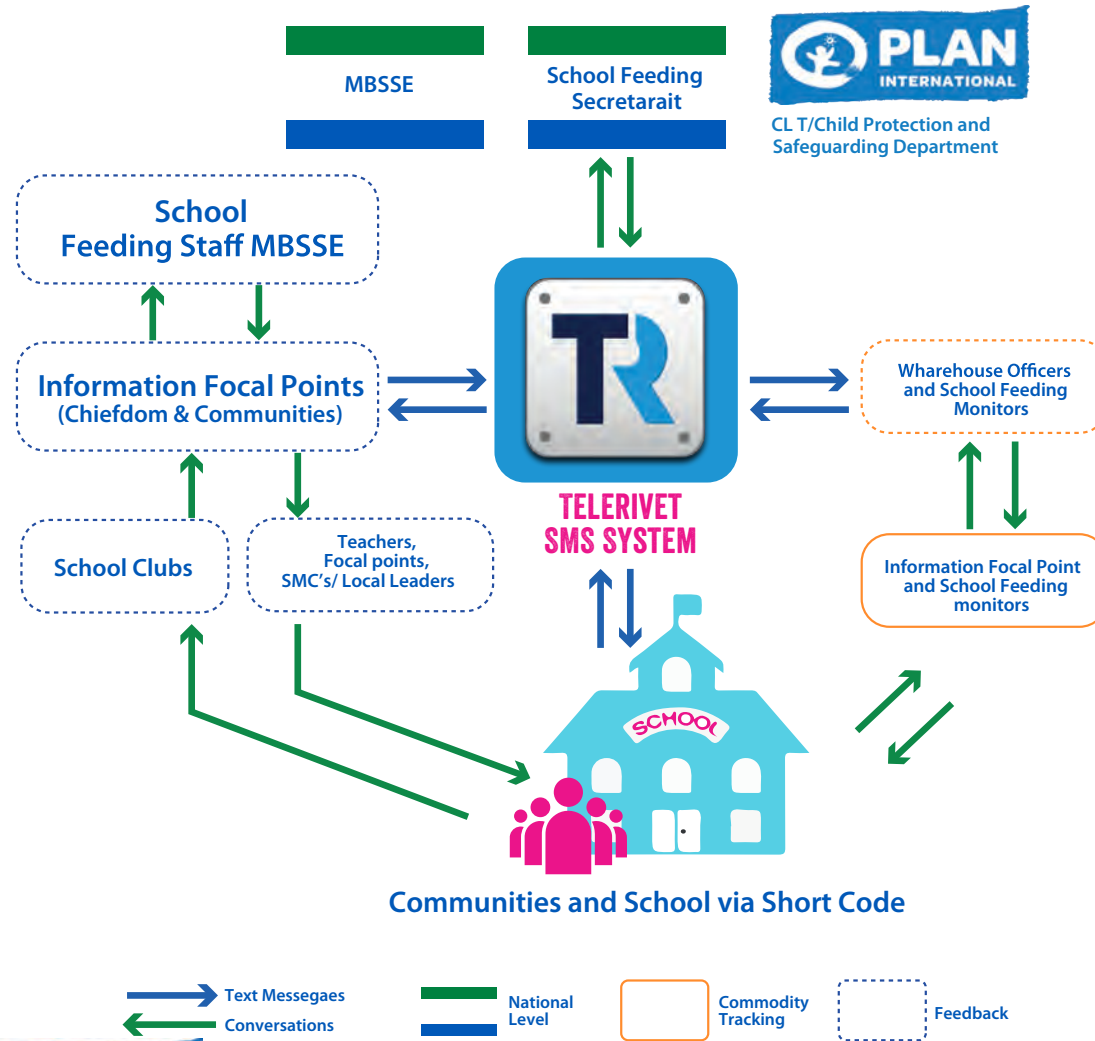 MBSSE
School Feeding
Secretarait
PLAN
INTERNATIONAL
CL T/Child Protection and
Safeguarding Department
School
Feeding Staff MBSSE
Information Focal Points
(Chiefdom & Communities)
TR
Wharehouse Officers
and School Feeding
Monitors
TELERIVET
SMS SYSTEM
School Clubs
Teachers,
Focal points,
SMC's/ Local Leaders
Information Focal Point
and School Feeding
monitors
SCHOOL
Communities and School via Short Code
Text Messegaes
Conversations
National
Level
Commodity
Tracking
Feedback